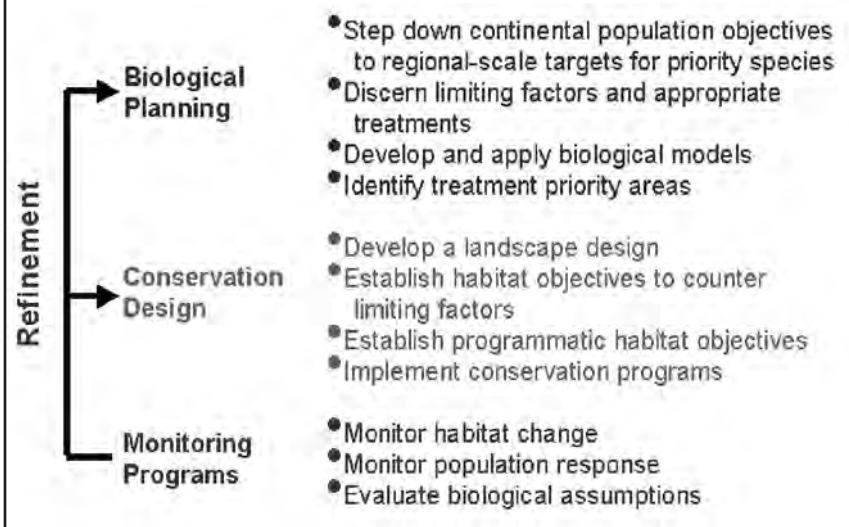 Refinement
Biological
Planning
•Step down continental population objectives
to regional-scale targets for priority species
•Discern limiting factors and appropriate
treatments
•Develop and apply biological models
•Identify treatment priority areas
Conservation
Design
•Develop a landscape design
•Establish habitat objectives to counter
limiting factors
•Establish programmatic habitat objectives
•Implement conservation programs
Monitoring
Programs
•Monitor habitat change
•Monitor population response
•Evaluate biological assumptions